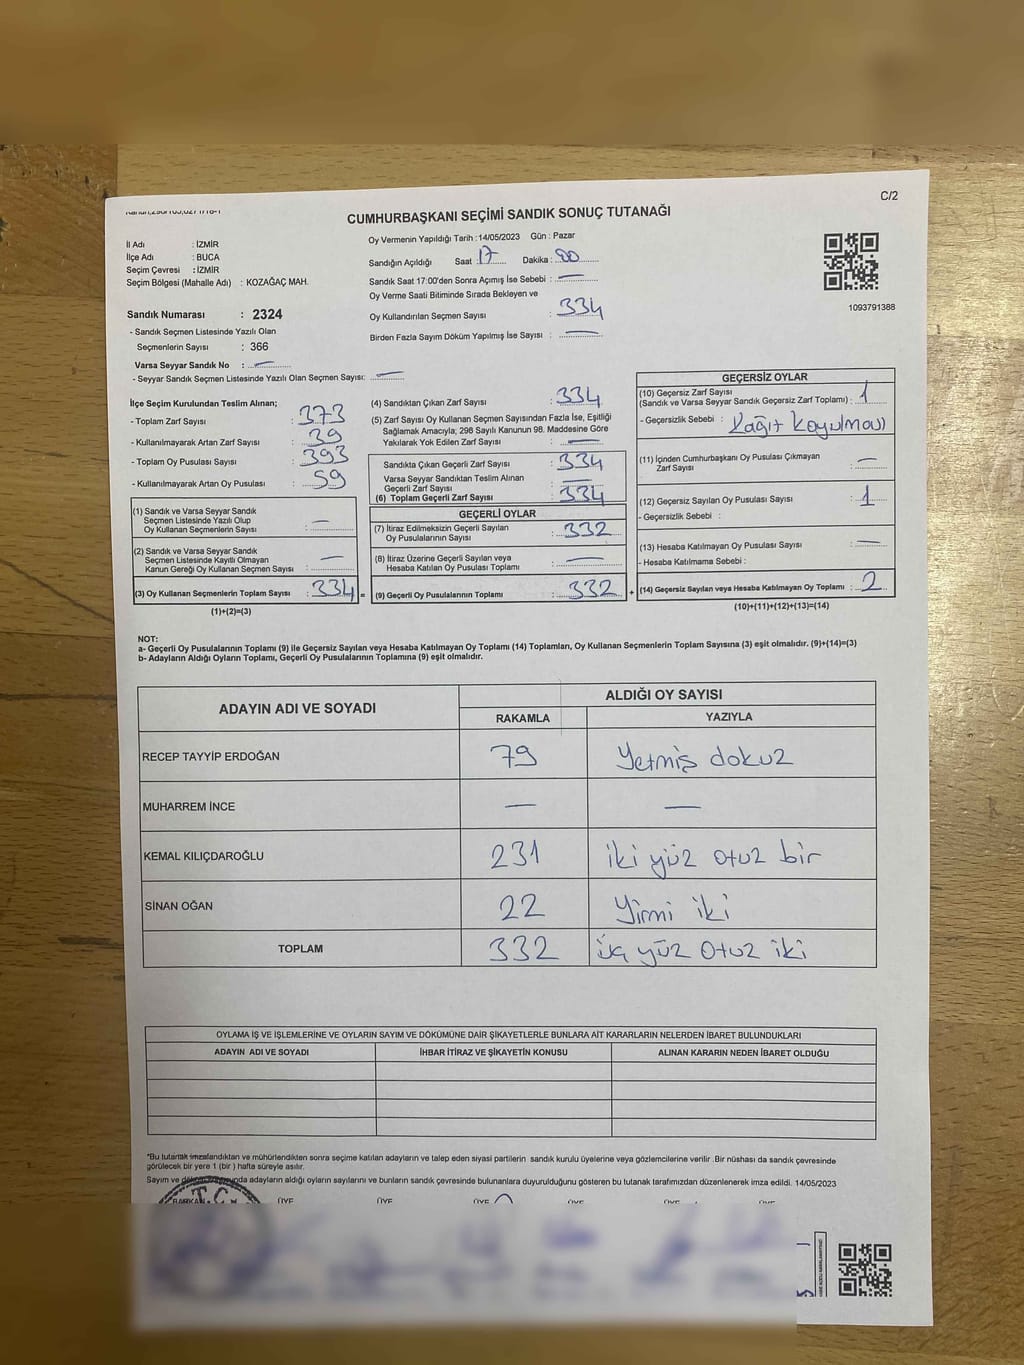 C/2
CUMHURBAŞKANI SEÇİMİ SANDIK SONUÇ TUTANAĞI
İl Adı : İZMİR
İlçe Adı : BUCA
Seçim Çevresi : İZMİR
Seçim Bölgesi (Mahalle Adı) : KOZAĞAÇ MAH.
Sandık Numarası : 2324
- Sandık Seçmen Listesinde Yazılı Olan
Seçmenlerin Sayısı : 366
Varsa Seyyar Sandık No : —
- Seyyar Sandık Seçmen Listesinde Yazılı Olan Seçmen Sayısı: —
Oy Vermenin Yapıldığı Tarih :14/05/2023 Gün : Pazar
Sandığın Açıldığı Saat : 17 Dakika : 00
Sandık Saat 17:00'den Sonra Açımış İse Sebebi : —
Oy Verme Saati Bitiminde Sırada Bekleyen ve
Oy Kullandırılan Seçmen Sayısı : 334
Birden Fazla Sayım Döküm Yapılmış İse Sayısı : —
1093791388
İlçe Seçim Kurulundan Teslim Alınan;
- Toplam Zarf Sayısı : 373
- Kullanılmayarak Artan Zarf Sayısı : 39
- Toplam Oy Pusulası Sayısı : 393
- Kullanılmayarak Artan Oy Pusulası : 59
(1) Sandık ve Varsa Seyyar Sandık
Seçmen Listesinde Yazılı Olup
Oy Kullanan Seçmenlerin Sayısı : —
(2) Sandık ve Varsa Seyyar Sandık
Seçmen Listesinde Kayıtlı Olmayan
Kanun Gereği Oy Kullanan Seçmen Sayısı : —
(3) Oy Kullanan Seçmenlerin Toplam Sayısı : 334 =
(1)+(2)=(3)
(4) Sandıktan Çıkan Zarf Sayısı : 334
(5) Zarf Sayısı Oy Kullanan Seçmen Sayısından Fazla İse, Eşitliği
Sağlamak Amacıyla; 298 Sayılı Kanunun 98. Maddesine Göre
Yakılarak Yok Edilen Zarf Sayısı : —
Sandıkta Çıkan Geçerli Zarf Sayısı : 334
Varsa Seyyar Sandıktan Teslim Alınan
Geçerli Zarf Sayısı : —
(6) Toplam Geçerli Zarf Sayısı : 334
GEÇERLİ OYLAR
(7) İtiraz Edilmeksizin Geçerli Sayılan
Oy Pusulalarının Sayısı : 332
(8) İtiraz Üzerine Geçerli Sayılan veya
Hesaba Katılan Oy Pusulası Toplamı : —
(9) Geçerli Oy Pusulalarının Toplamı : 332 +
GEÇERSİZ OYLAR
(10) Geçersiz Zarf Sayısı
(Sandık ve Varsa Seyyar Sandık Geçersiz Zarf Toplamı) : 1
- Geçersizlik Sebebi : Kağıt Koyulması
(11) İçinden Cumhurbaşkanı Oy Pusulası Çıkmayan
Zarf Sayısı : —
(12) Geçersiz Sayılan Oy Pusulası Sayısı : 1
- Geçersizlik Sebebi :
(13) Hesaba Katılmayan Oy Pusulası Sayısı : —
- Hesaba Katılmama Sebebi :
(14) Geçersiz Sayılan veya Hesaba Katılmayan Oy Toplamı : 2
(10)+(11)+(12)+(13)=(14)
NOT:
a- Geçerli Oy Pusulalarının Toplamı (9) ile Geçersiz Sayılan veya Hesaba Katılmayan Oy Toplamı (14) Toplamları, Oy Kullanan Seçmenlerin Toplam Sayısına (3) eşit olmalıdır. (9)+(14)=(3)
b- Adayların Aldığı Oyların Toplamı, Geçerli Oy Pusulalarının Toplamına (9) eşit olmalıdır.
ADAYIN ADI VE SOYADI ALDIĞI OY SAYISI
RAKAMLA YAZIYLA
RECEP TAYYİP ERDOĞAN 79 Yetmiş dokuz
MUHARREM İNCE — —
KEMAL KILIÇDAROĞLU 231 iki yüz otuz bir
SİNAN OĞAN 22 Yirmi iki
TOPLAM 332 üç yüz otuz iki
OYLAMA İŞ VE İŞLEMLERİNE VE OYLARIN SAYIM VE DÖKÜMÜNE DAİR ŞİKAYETLERLE BUNLARA AİT KARARLARIN NELERDEN İBARET BULUNDUKLARI
ADAYIN ADI VE SOYADI İHBAR İTİRAZ VE ŞİKAYETİN KONUSU ALINAN KARARIN NEDEN İBARET OLDUĞU
*Bu tutanak imzalandıktan ve mühürlendikten sonra seçime katılan adayların ve talep eden siyasi partilerin sandık kurulu üyelerine veya gözlemcilerine verilir .Bir nüshası da sandık çevresinde
görülecek bir yere 1 (bir ) hafta süreyle asılır.
Sayım ve adayların aldığı oyların sayılarını ve bunların sandık çevresinde bulunanlara duyurulduğunu gösteren bu tutanak tarafımızdan düzenlenerek imza edildi. 14/05/2023
T.C.
BAŞKAN ÜYE ÜYE ÜYE ÜYE ÜYE ÜYE